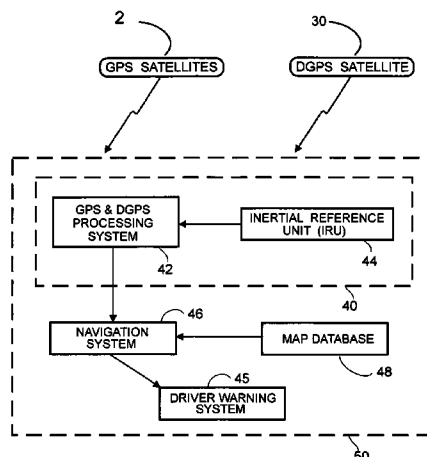 2
30
GPS SATELLITES
DGPS SATELLITE
GPS & DGPS
PROCESSING
SYSTEM
INERTIAL REFERENCE
UNIT (IRU)
42
44
40
46
NAVIGATION
SYSTEM
MAP DATABASE
48
45
DRIVER WARNING
SYSTEM
50